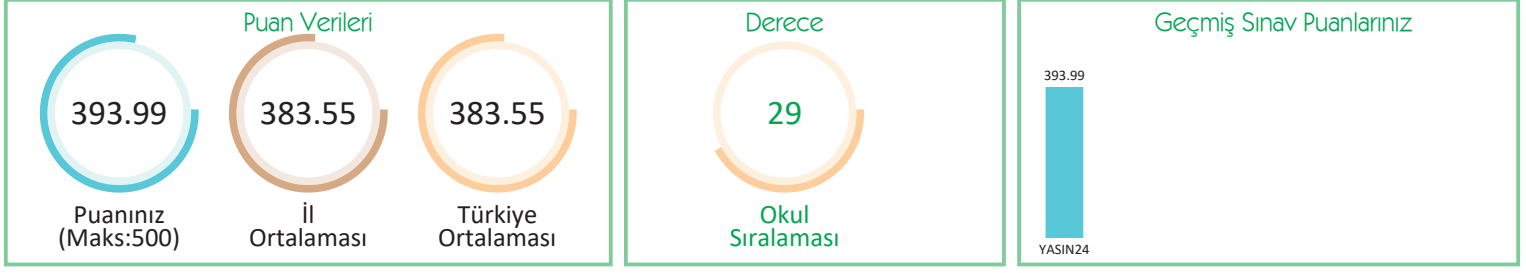 Puan Verileri
393.99
383.55
383.55
Puanınız
(Maks:500)
İl
Ortalaması
Türkiye
Ortalaması
Derece
29
Okul
Sıralaması
Geçmiş Sınav Puanlarınız
393.99
YASIN24